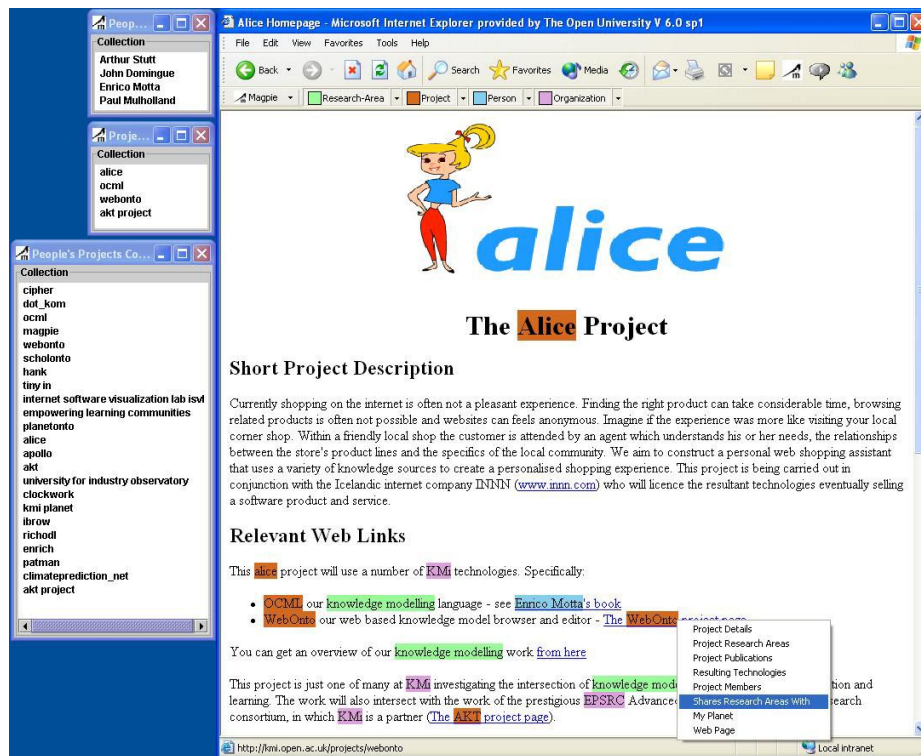 Peop...
Collection
Arthur Stutt
John Domingue
Enrico Motta
Paul Mulholland
Proje...
Collection
alice
ocml
webonto
akt project
People's Projects Co...
Collection
cipher
dot_kom
ocml
magpie
webonto
scholonto
hank
tiny in
internet software visualization lab isvl
empowering learning communities
planetonto
alice
apollo
akt
university for industry observatory
clockwork
kmi planet
ibrow
richodl
enrich
patman
climateprediction_net
akt project
Alice Homepage - Microsoft Internet Explorer provided by The Open University V 6.0 sp1
File Edit View Favorites Tools Help
Back Search Favorites Media
Magpie Research-Area Project Person Organization
alice
The Alice Project
Short Project Description
Currently shopping on the internet is often not a pleasant experience. Finding the right product can take considerable time, browsing
related products is often not possible and websites can feels anonymous. Imagine if the experience was more like visiting your local
corner shop. Within a friendly local shop the customer is attended by an agent which understands his or her needs, the relationships
between the store's product lines and the specifics of the local community. We aim to construct a personal web shopping assistant
that uses a variety of knowledge sources to create a personalised shopping experience. This project is being carried out in
conjunction with the Icelandic internet company INNN (www.innn.com) who will licence the resultant technologies eventually selling
a software product and service.
Relevant Web Links
This alice project will use a number of KMi technologies. Specifically:
• OCML our knowledge modelling language - see Enrico Motta's book
• WebOnto our web based knowledge model browser and editor - The WebOnto project page
You can get an overview of our knowledge modelling work from here
This project is just one of many at KMi investigating the intersection of knowledge mode tion and
learning. The work will also intersect with the work of the prestigious EPSRC Advance search
consortium, in which KMi is a partner (The AKT project page).
Project Details
Project Research Areas
Project Publications
Resulting Technologies
Project Members
Shares Research Areas With
My Planet
Web Page
http://kmi.open.ac.uk/projects/webonto
Local intranet